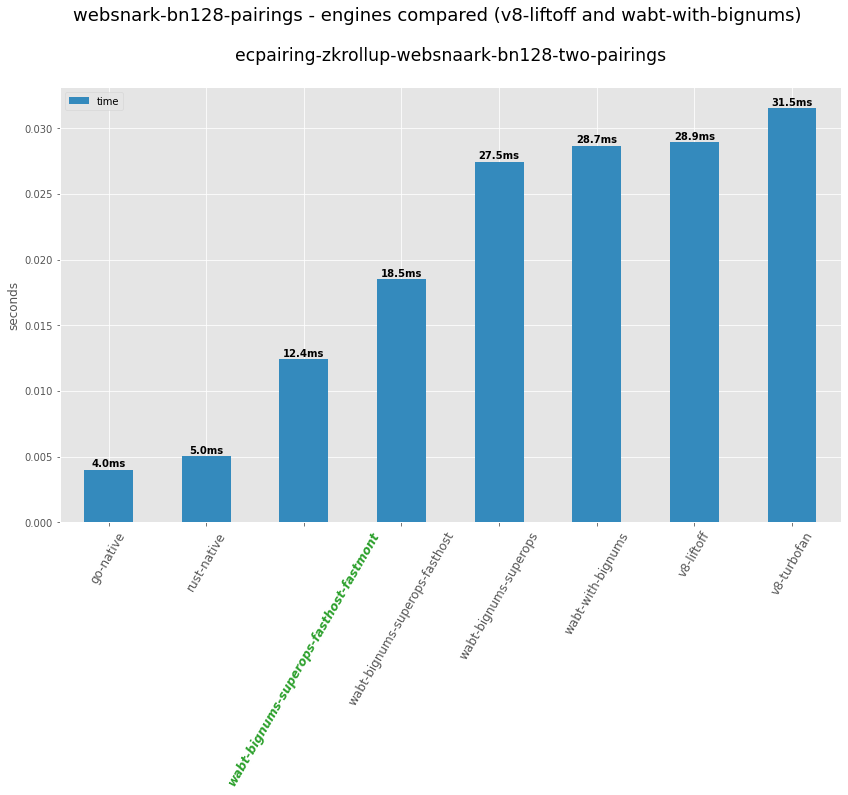 websnark-bn128-pairings - engines compared (v8-liftoff and wabt-with-bignums)
ecpairing-zkrollup-websnaark-bn128-two-pairings
time
31.5ms
28.9ms
28.7ms
27.5ms
18.5ms
12.4ms
5.0ms
4.0ms
0.030
0.025
0.020
0.015
0.010
0.005
0.000
seconds
go-native
rust-native
wabt-bignums-superops-fasthost-fastmont
wabt-bignums-superops-fasthost
wabt-bignums-superops
wabt-with-bignums
v8-liftoff
v8-turbofan